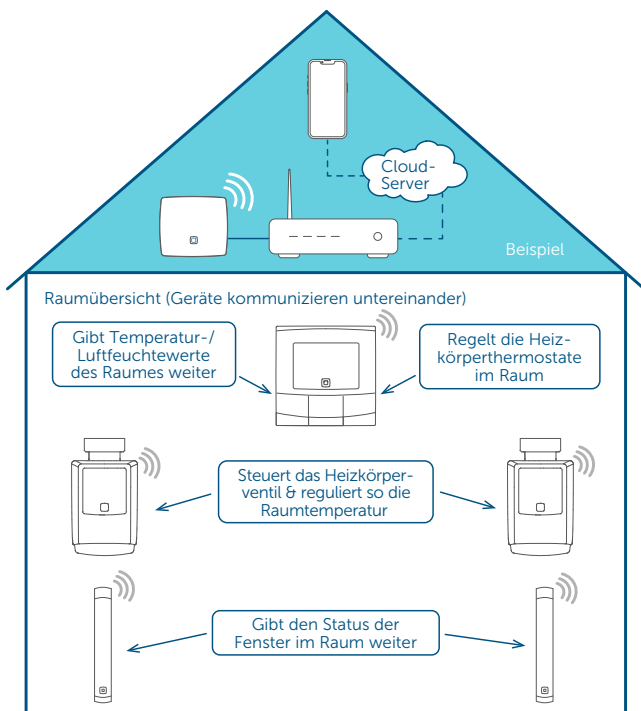 Cloud-
Server
Beispiel
Raumübersicht (Geräte kommunizieren untereinander)
Gibt Temperatur-/
Luftfeuchtewerte
des Raumes weiter
Regelt die Heiz-
körperthermostate
im Raum
Steuert das Heizkörper-
ventil & reguliert so die
Raumtemperatur
Gibt den Status der
Fenster im Raum weiter